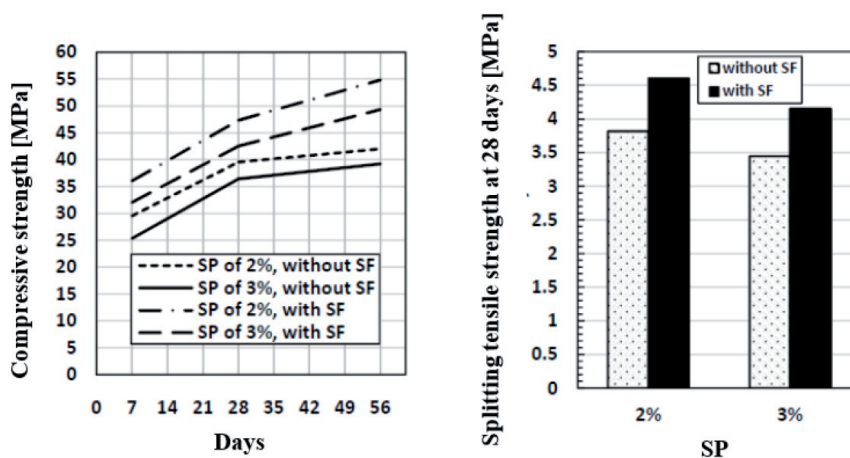 Compressive strength [MPa]
60
55
50
45
40
35
30
25
20
15
10
5
0
SP of 2%, without SF
SP of 3%, without SF
SP of 2%, with SF
SP of 3%, with SF
0 7 14 21 28 35 42 49 56
Days
Splitting tensile strength at 28 days [MPa]
5
4.5
4
3.5
3
2.5
2
1.5
1
0.5
0
without SF
with SF
2% 3%
SP